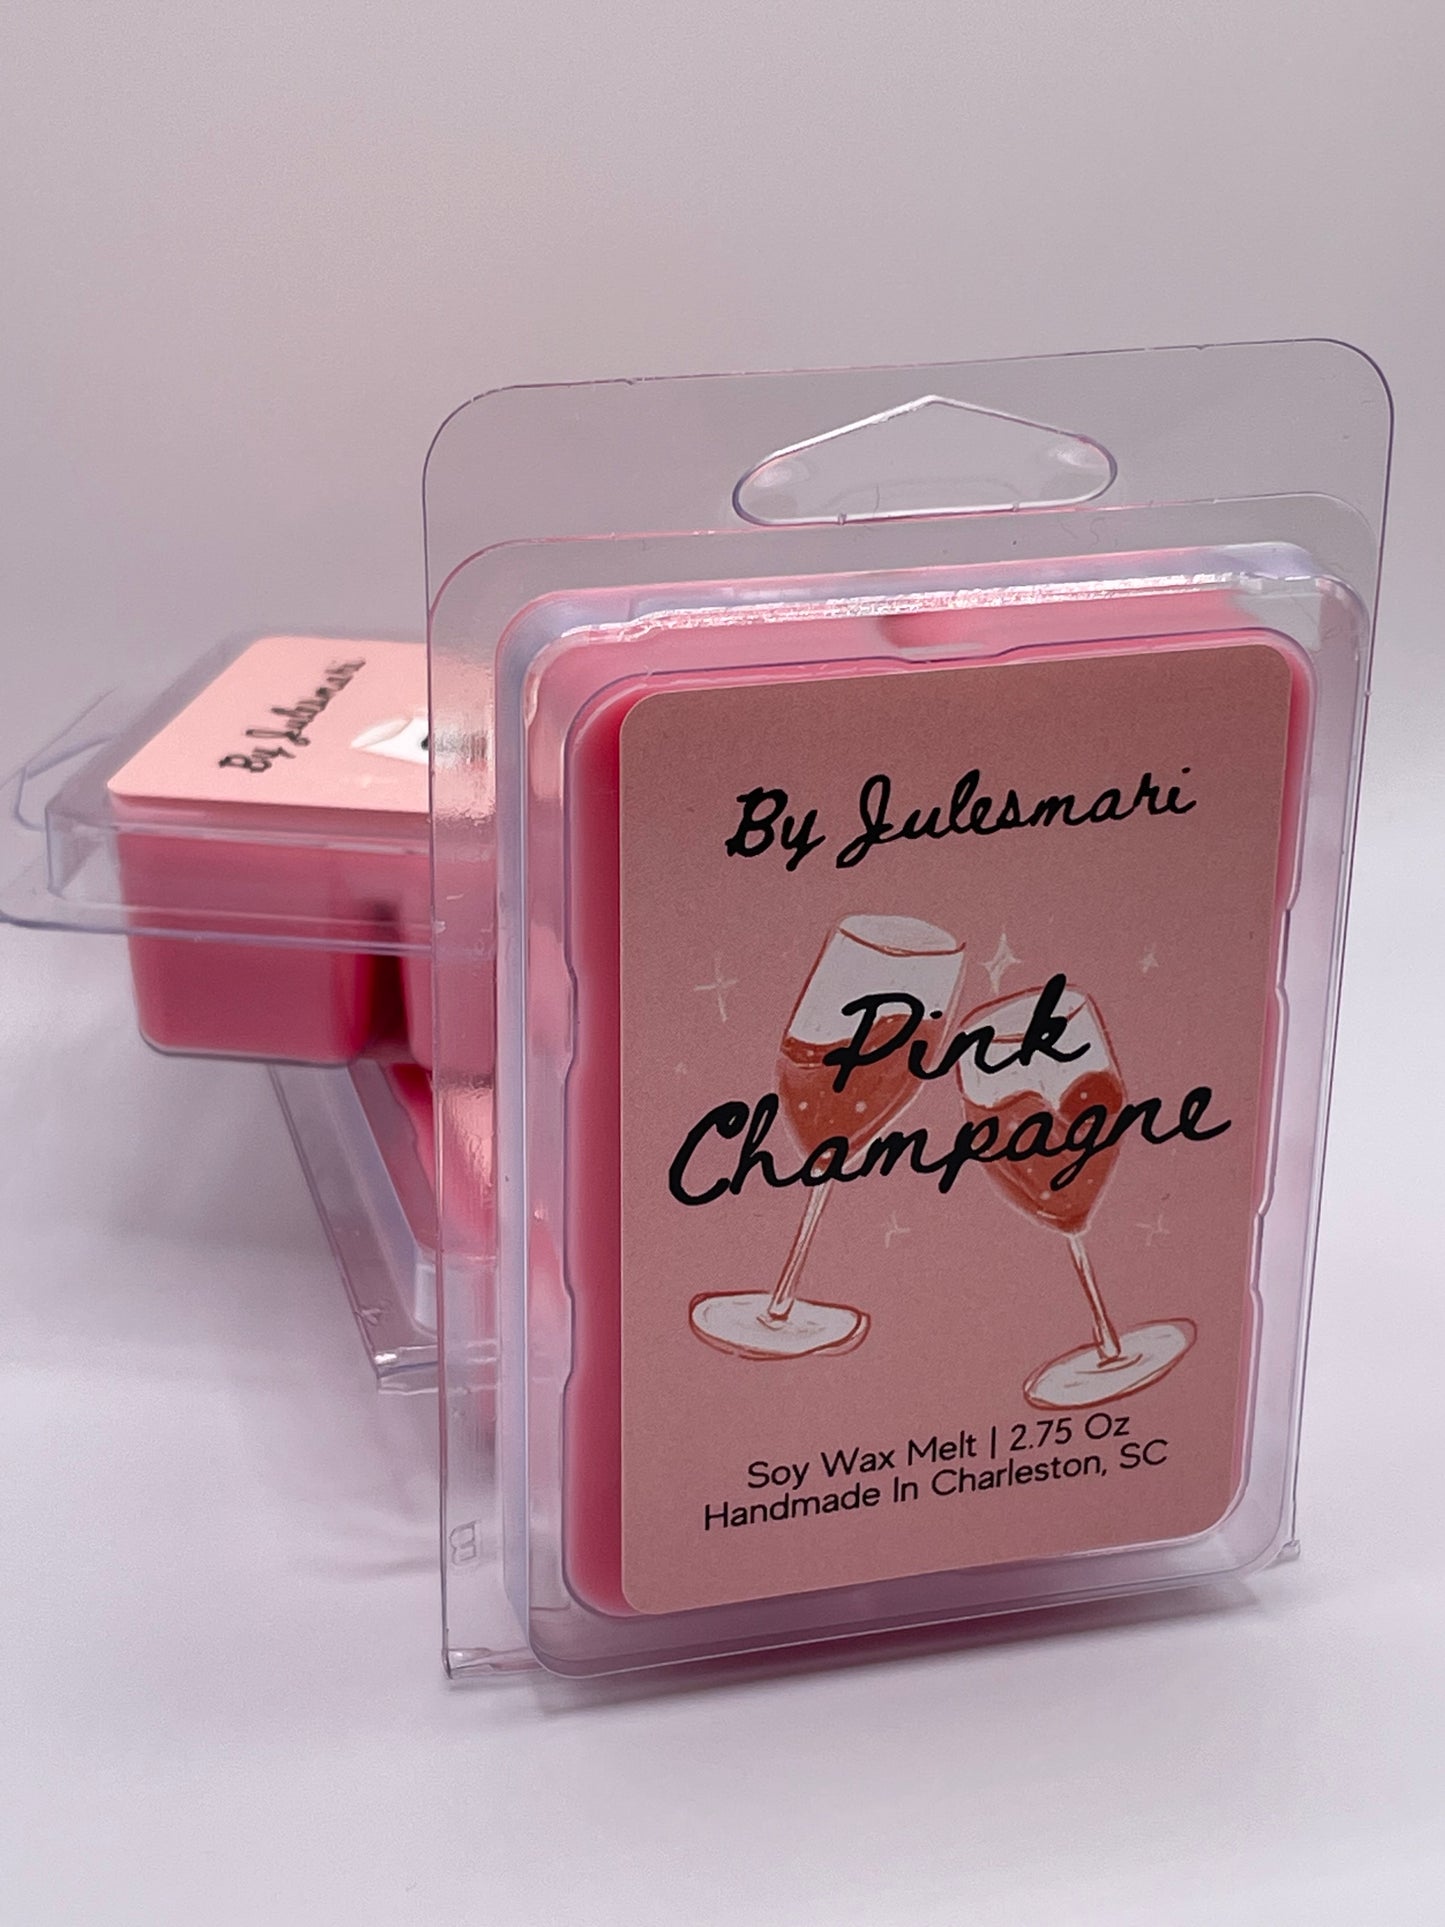 By Julesmari
By Julesmari
Pink
Champagne
Soy Wax Melt | 2.75 Oz
Handmade In Charleston, SC